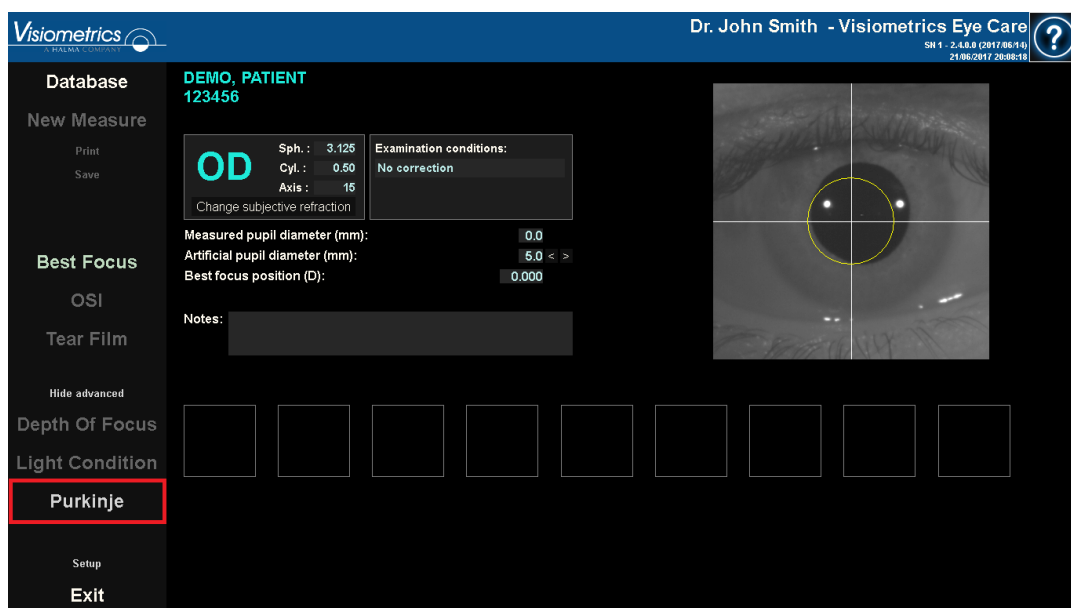 Visiometrics
A HALMA COMPANY
Dr. John Smith - Visiometrics Eye Care
SN 1 - 2.4.0.0 (2017/06/14)
21/06/2017 20:08:18
?
Database
New Measure
Print
Save
Best Focus
OSI
Tear Film
Hide advanced
Depth Of Focus
Light Condition
Purkinje
Setup
Exit
DEMO, PATIENT
123456
OD
Sph. : 3.125
Cyl. : 0.50
Axis : 15
Change subjective refraction
Examination conditions:
No correction
Measured pupil diameter (mm): 0.0
Artificial pupil diameter (mm): 5.0 < >
Best focus position (D): 0.000
Notes: